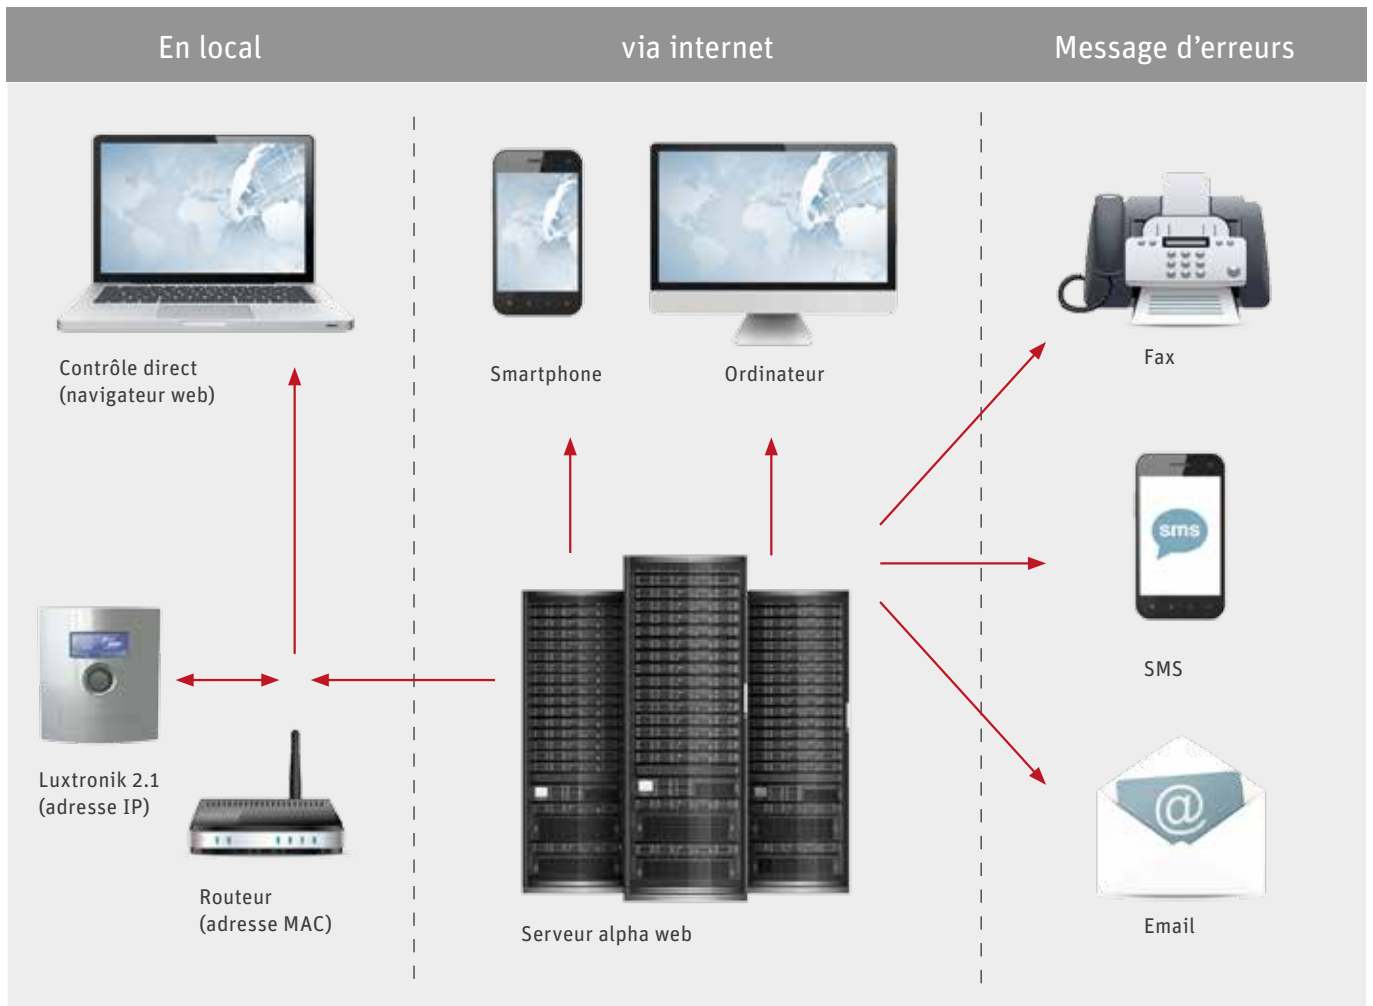 En local
via internet
Message d'erreurs
Contrôle direct
(navigateur web)
Smartphone
Ordinateur
Fax
sms
SMS
Luxtronik 2.1
(adresse IP)
Routeur
(adresse MAC)
Serveur alpha web
@
Email